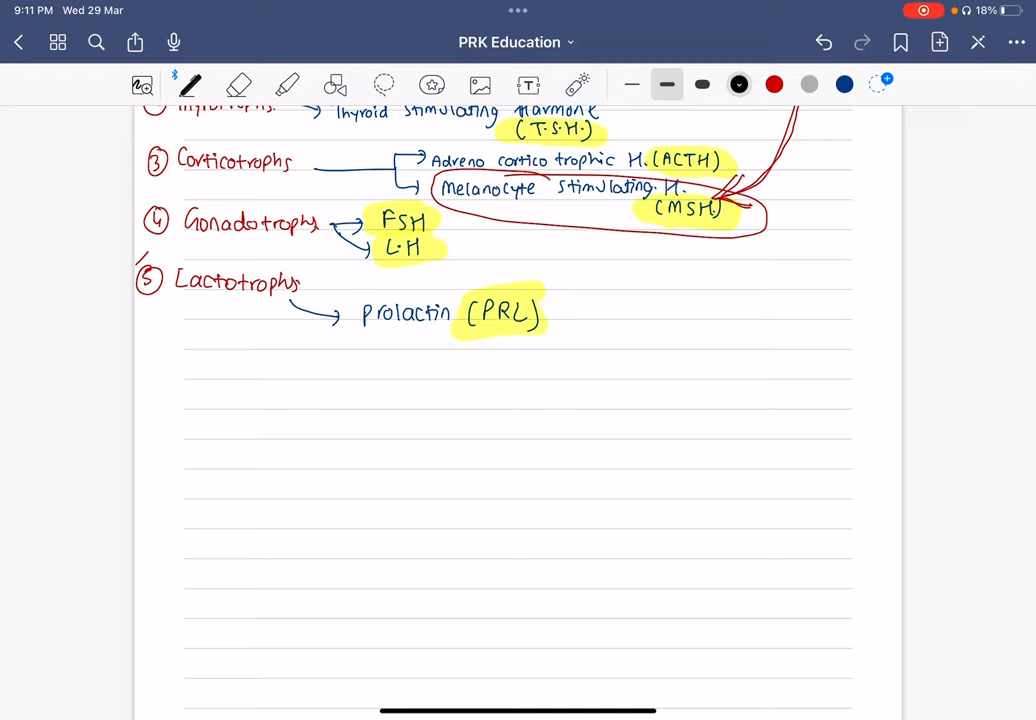 9:11 PM Wed 29 Mar
18%
PRK Education
Thyroid stimulating Harmone
(T.S.H.)
③ Corticotrophs
Adreno cortico trophic H. (ACTH)
Melanocyte stimulating. H.
(MSH)
④ Gonadotrophs
FSH
L.H
⑤ Lactotrophs
Prolactin (PRL)